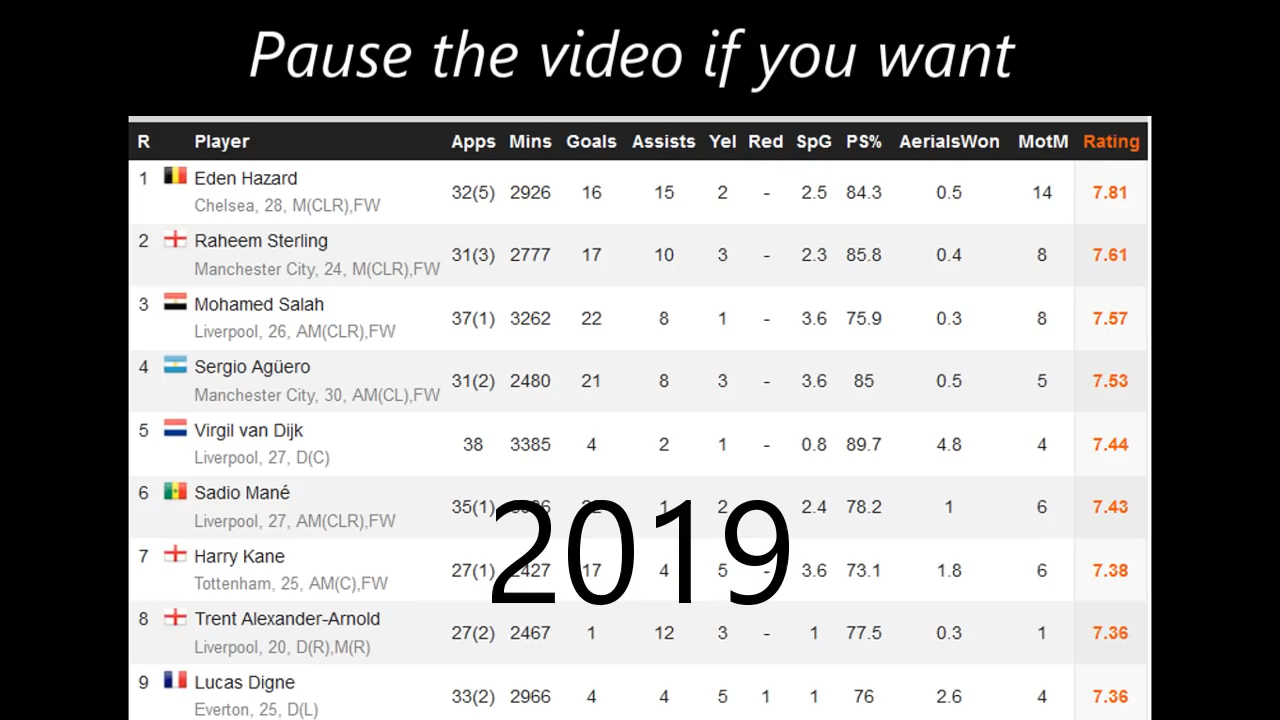 Pause the video if you want
R Player Apps Mins Goals Assists Yel Red SpG PS% AerialsWon MotM Rating
1 Eden Hazard 32(5) 2926 16 15 2 - 2.5 84.3 0.5 14 7.81
Chelsea, 28, M(CLR),FW
2 Raheem Sterling 31(3) 2777 17 10 3 - 2.3 85.8 0.4 8 7.61
Manchester City, 24, M(CLR),FW
3 Mohamed Salah 37(1) 3262 22 8 1 - 3.6 75.9 0.3 8 7.57
Liverpool, 26, AM(CLR),FW
4 Sergio Agüero 31(2) 2480 21 8 3 - 3.6 85 0.5 5 7.53
Manchester City, 30, AM(CL),FW
5 Virgil van Dijk 38 3385 4 2 1 - 0.8 89.7 4.8 4 7.44
Liverpool, 27, D(C)
6 Sadio Mané 35(1) 1 2 2.4 78.2 1 6 7.43
Liverpool, 27, AM(CLR),FW
2019
7 Harry Kane 27(1) 2427 17 4 5 - 3.6 73.1 1.8 6 7.38
Tottenham, 25, AM(C),FW
8 Trent Alexander-Arnold 27(2) 2467 1 12 3 - 1 77.5 0.3 1 7.36
Liverpool, 20, D(R),M(R)
9 Lucas Digne 33(2) 2966 4 4 5 1 1 76 2.6 4 7.36
Everton, 25, D(L)